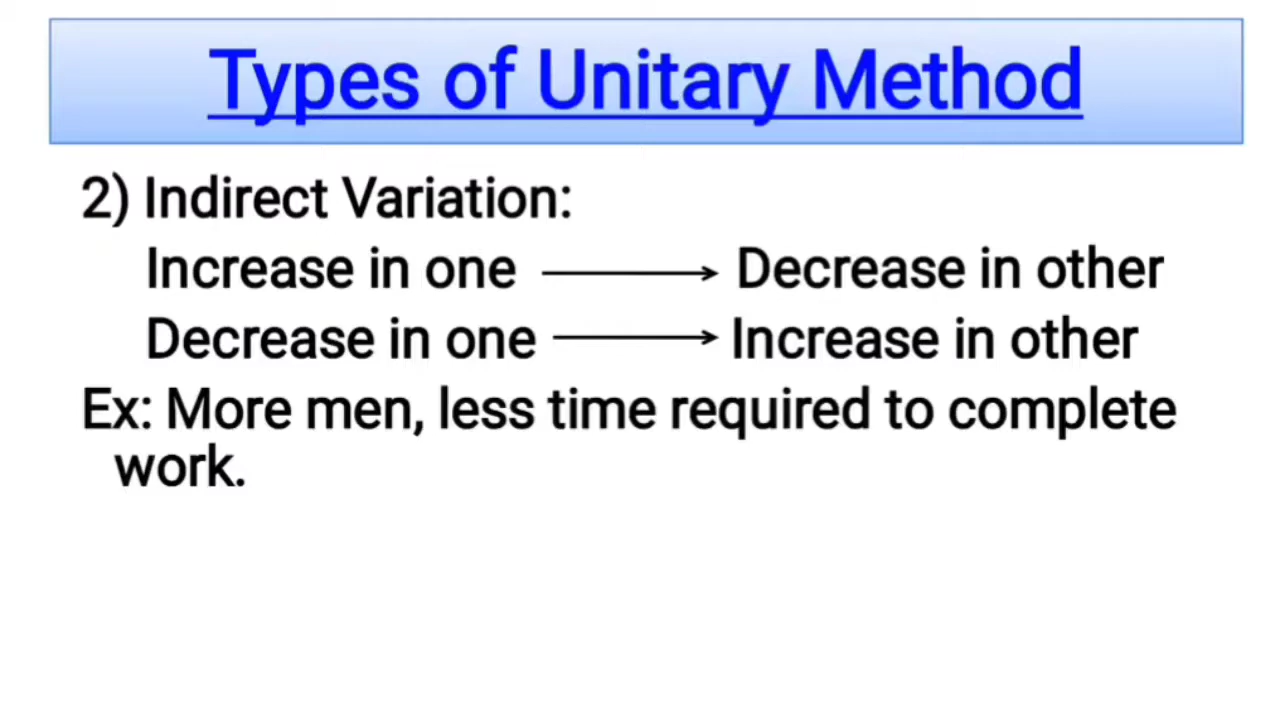 Types of Unitary Method
2) Indirect Variation:
Increase in one → Decrease in other
Decrease in one → Increase in other
Ex: More men, less time required to complete
work.